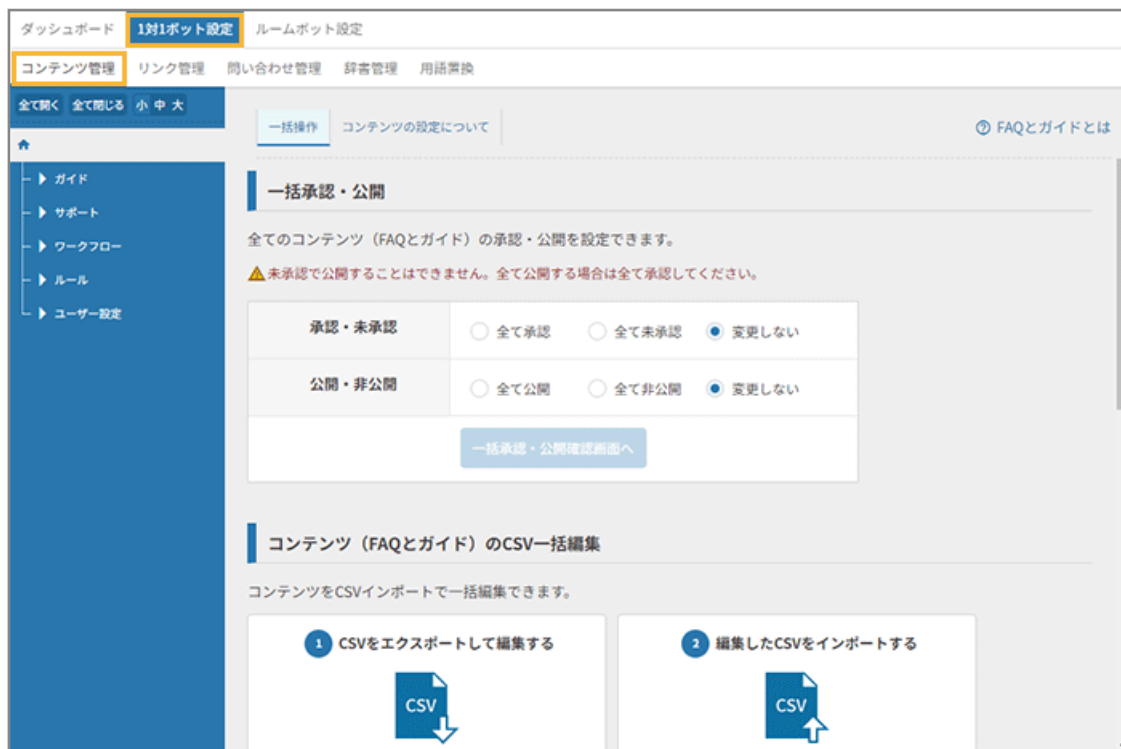 ダッシュボード 1対1ボット設定 ルームボット設定
コンテンツ管理 リンク管理 問い合わせ管理 辞書管理 用語置換
全て開く 全て閉じる 小 中 大
一括操作 コンテンツの設定について
? FAQとガイドとは
ガイド
サポート
ワークフロー
ルール
ユーザー設定
一括承認・公開
全てのコンテンツ（FAQとガイド）の承認・公開を設定できます。
未承認で公開することはできません。全て公開する場合は全て承認してください。
承認・未承認 全て承認 全て未承認 変更しない
公開・非公開 全て公開 全て非公開 変更しない
一括承認・公開確認画面へ
コンテンツ（FAQとガイド）のCSV一括編集
コンテンツをCSVインポートで一括編集できます。
1 CSVをエクスポートして編集する
CSV
2 編集したCSVをインポートする
CSV